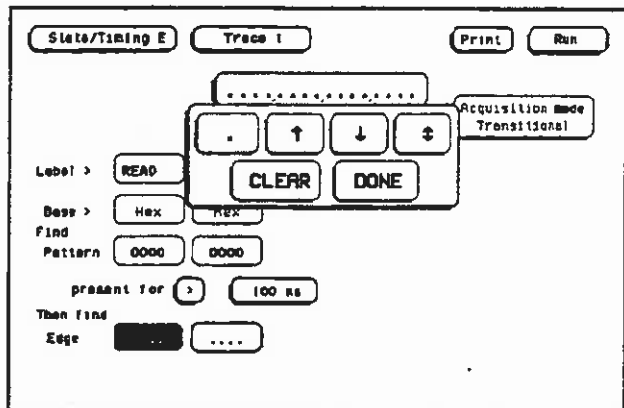 State/Timing E Trace 1 Print Run
................
Acquisition mode
Transitional
. ↑ ↓ ↕
CLEAR DONE
Label > READ
Base > Hex Hex
Find
Pattern 0000 0000
present for > 100 ms
Then find
Edge .. ....